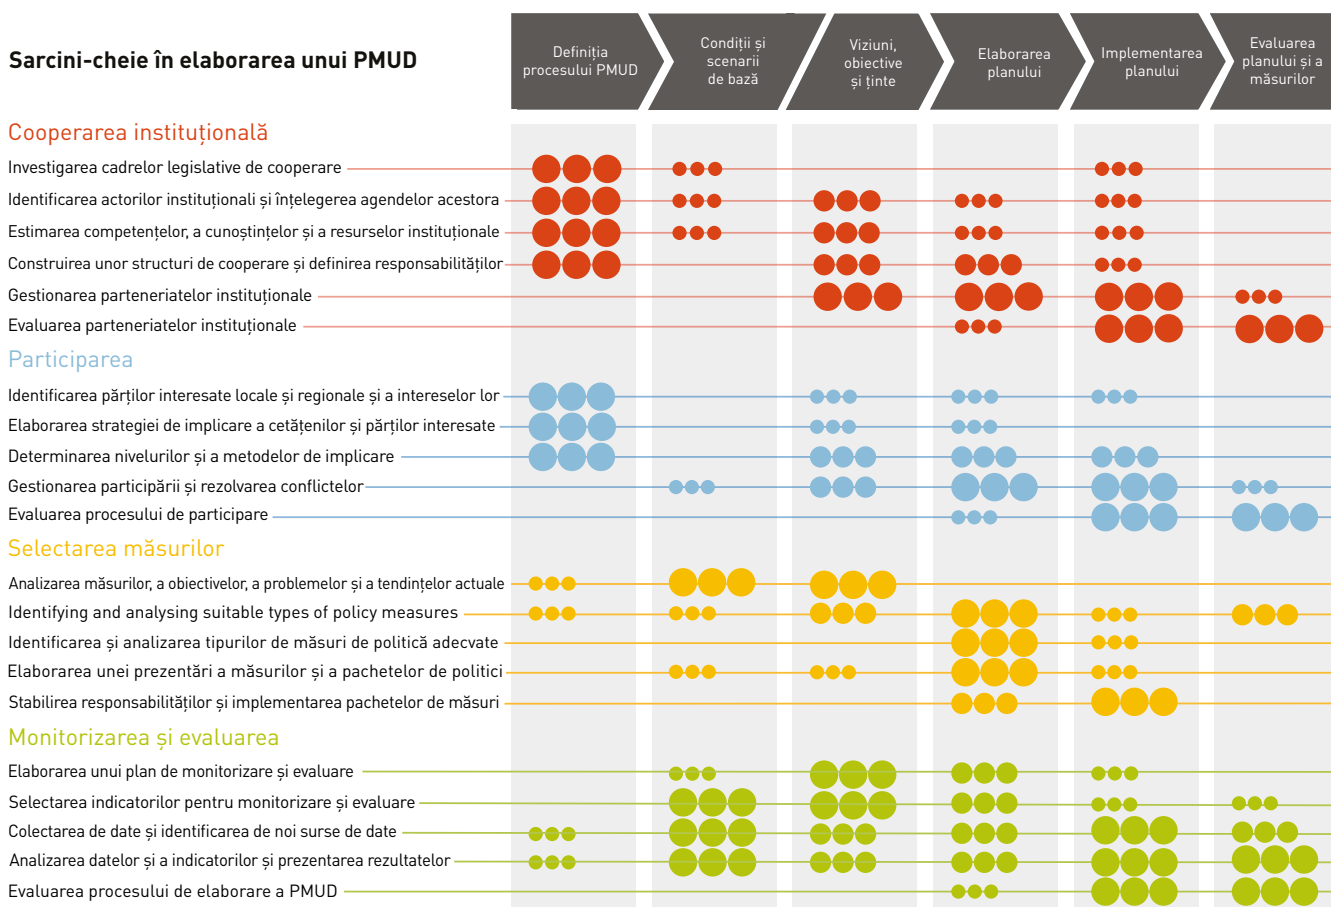 Sarcini-cheie în elaborarea unui PMUD
Definiția
procesului PMUD
Condiții și
scenarii
de bază
Viziuni,
obiective
și ținte
Elaborarea
planului
Implementarea
planului
Evaluarea
planului și a
măsurilor
Cooperarea instituțională
Investigarea cadrelor legislative de cooperare
Identificarea actorilor instituționali și înțelegerea agendelor acestora
Estimarea competențelor, a cunoștințelor și a resurselor instituționale
Construirea unor structuri de cooperare și definirea responsabilităților
Gestionarea parteneriatelor instituționale
Evaluarea parteneriatelor instituționale
Participarea
Identificarea părților interesate locale și regionale și a intereselor lor
Elaborarea strategiei de implicare a cetățenilor și părților interesate
Determinarea nivelurilor și a metodelor de implicare
Gestionarea participării și rezolvarea conflictelor
Evaluarea procesului de participare
Selectarea măsurilor
Analizarea măsurilor, a obiectivelor, a problemelor și a tendințelor actuale
Identifying and analysing suitable types of policy measures
Identificarea și analizarea tipurilor de măsuri de politică adecvate
Elaborarea unei prezentări a măsurilor și a pachetelor de politici
Stabilirea responsabilităților și implementarea pachetelor de măsuri
Monitorizarea și evaluarea
Elaborarea unui plan de monitorizare și evaluare
Selectarea indicatorilor pentru monitorizare și evaluare
Colectarea de date și identificarea de noi surse de date
Analizarea datelor și a indicatorilor și prezentarea rezultatelor
Evaluarea procesului de elaborare a PMUD